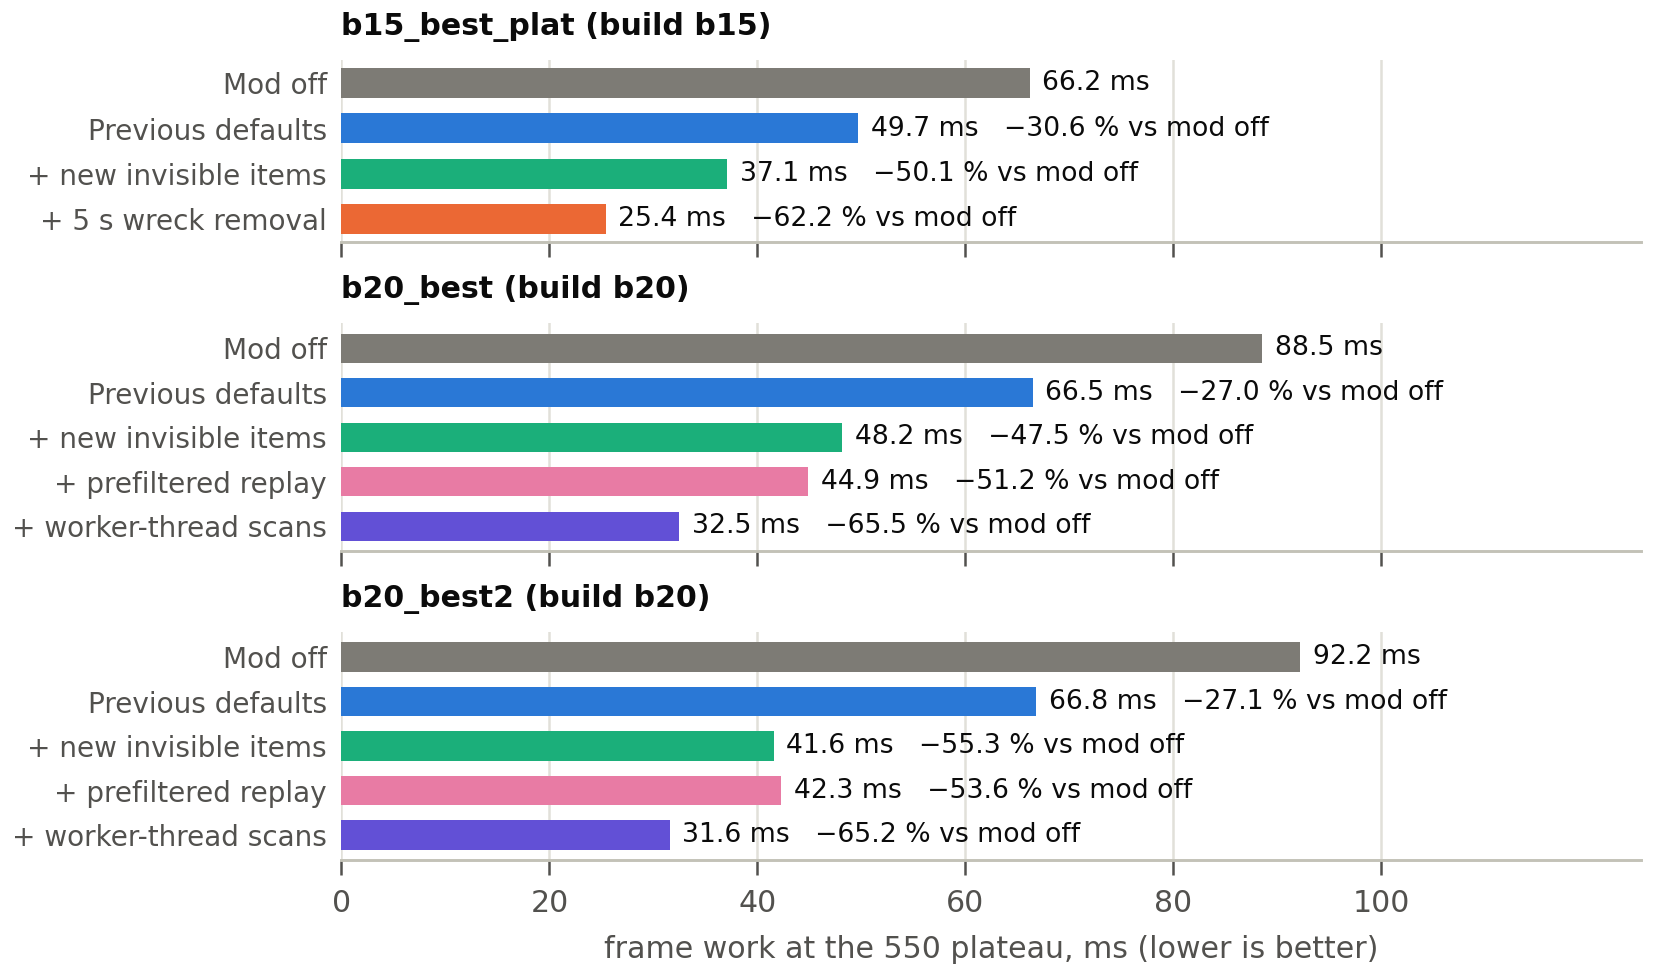 b15_best_plat (build b15)
Mod off 66.2 ms
Previous defaults 49.7 ms −30.6 % vs mod off
+ new invisible items 37.1 ms −50.1 % vs mod off
+ 5 s wreck removal 25.4 ms −62.2 % vs mod off
b20_best (build b20)
Mod off 88.5 ms
Previous defaults 66.5 ms −27.0 % vs mod off
+ new invisible items 48.2 ms −47.5 % vs mod off
+ prefiltered replay 44.9 ms −51.2 % vs mod off
+ worker-thread scans 32.5 ms −65.5 % vs mod off
b20_best2 (build b20)
Mod off 92.2 ms
Previous defaults 66.8 ms −27.1 % vs mod off
+ new invisible items 41.6 ms −55.3 % vs mod off
+ prefiltered replay 42.3 ms −53.6 % vs mod off
+ worker-thread scans 31.6 ms −65.2 % vs mod off
0 20 40 60 80 100
frame work at the 550 plateau, ms (lower is better)